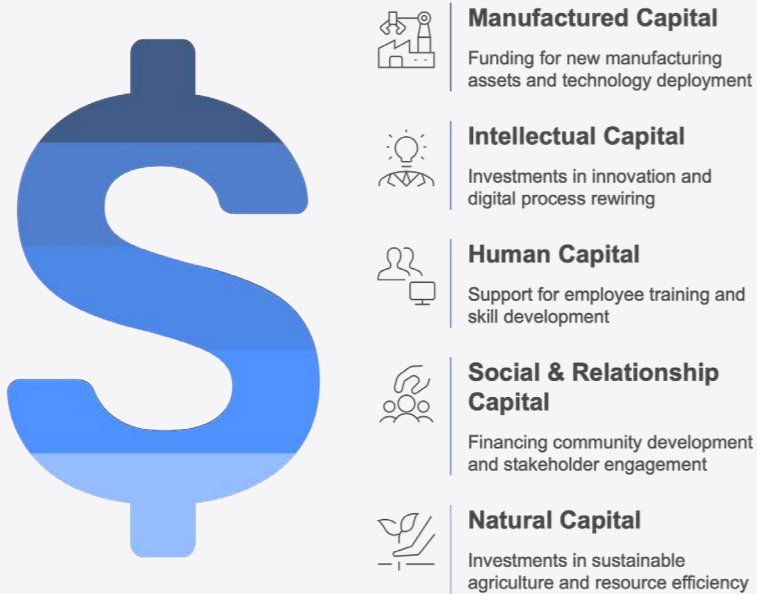 Manufactured Capital
Funding for new manufacturing
assets and technology deployment
Intellectual Capital
Investments in innovation and
digital process rewiring
Human Capital
Support for employee training and
skill development
Social & Relationship
Capital
Financing community development
and stakeholder engagement
Natural Capital
Investments in sustainable
agriculture and resource efficiency